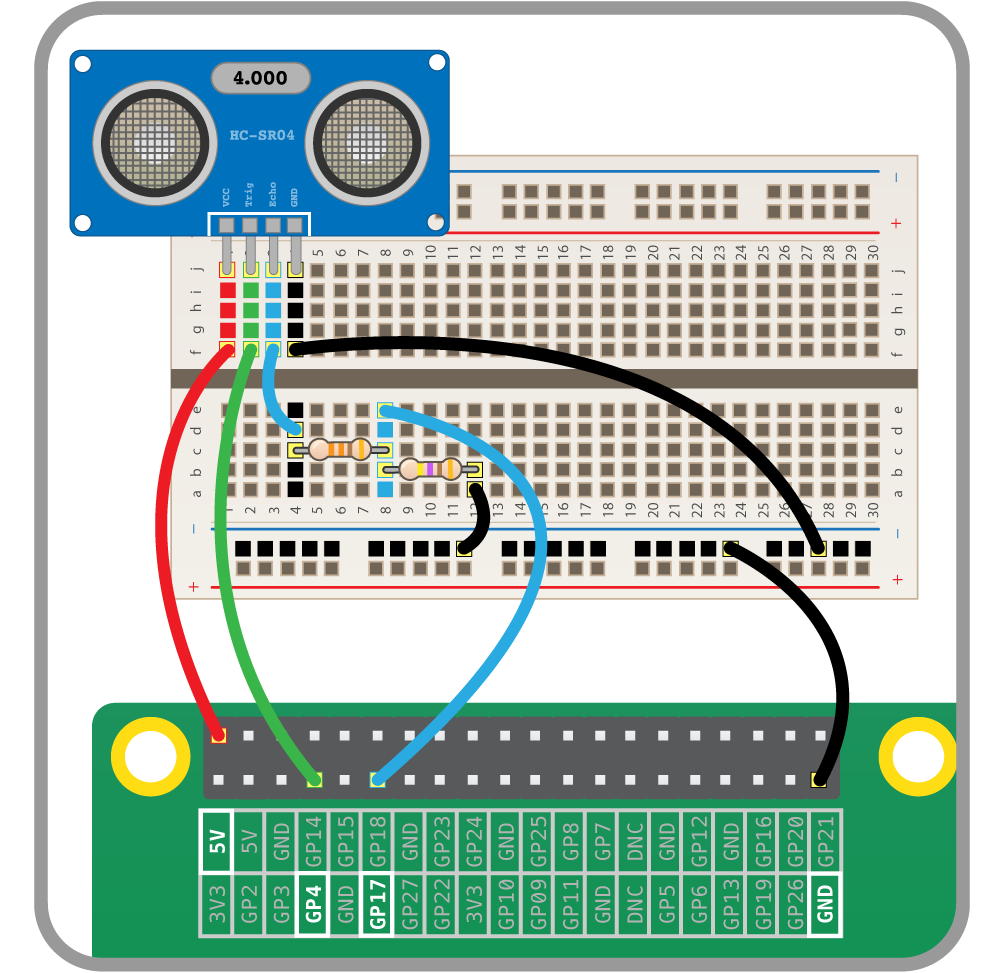 4.000
HC-SR04
VCC Trig Echo GND
−
+
5 6 7 8 9 10 11 12 13 14 15 16 17 18 19 20 21 22 23 24 25 26 27 28 29 30
j j
i i
h h
g g
f f
e e
d d
c c
b b
a a
1 2 3 4 5 6 7 8 9 10 11 12 13 14 15 16 17 18 19 20 21 22 23 24 25 26 27 28 29 30
− −
+ +
5V 5V GND GP14 GP15 GP18 GND GP23 GP24 GND GP25 GP8 GP7 DNC GND GP12 GND GP16 GP20 GP21
3V3 GP2 GP3 GP4 GND GP17 GP27 GP22 3V3 GP10 GP09 GP11 GND DNC GP5 GP6 GP13 GP19 GP26 GND